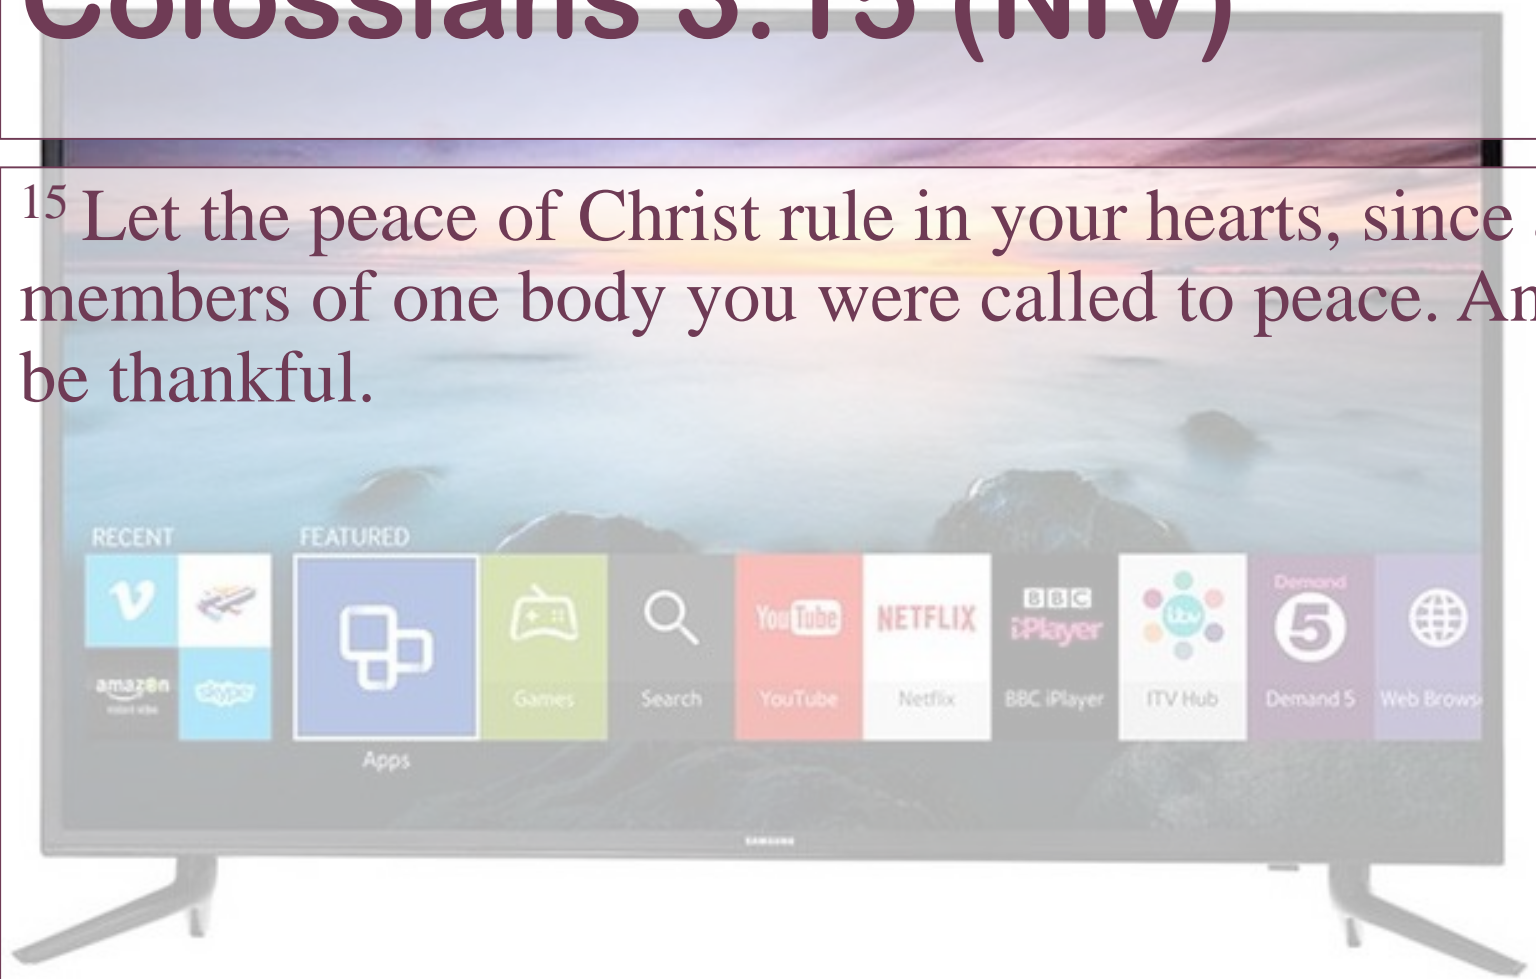 Colossians 3:15 (NIV)
15 Let the peace of Christ rule in your hearts, since
members of one body you were called to peace. An
be thankful.
RECENT
FEATURED
amazon
skype
Games
Search
YouTube
YouTube
NETFLIX
Netflix
BBC
iPlayer
BBC iPlayer
itv
ITV Hub
Demand
5
Demand 5
Web Brows
Apps
SAMSUNG